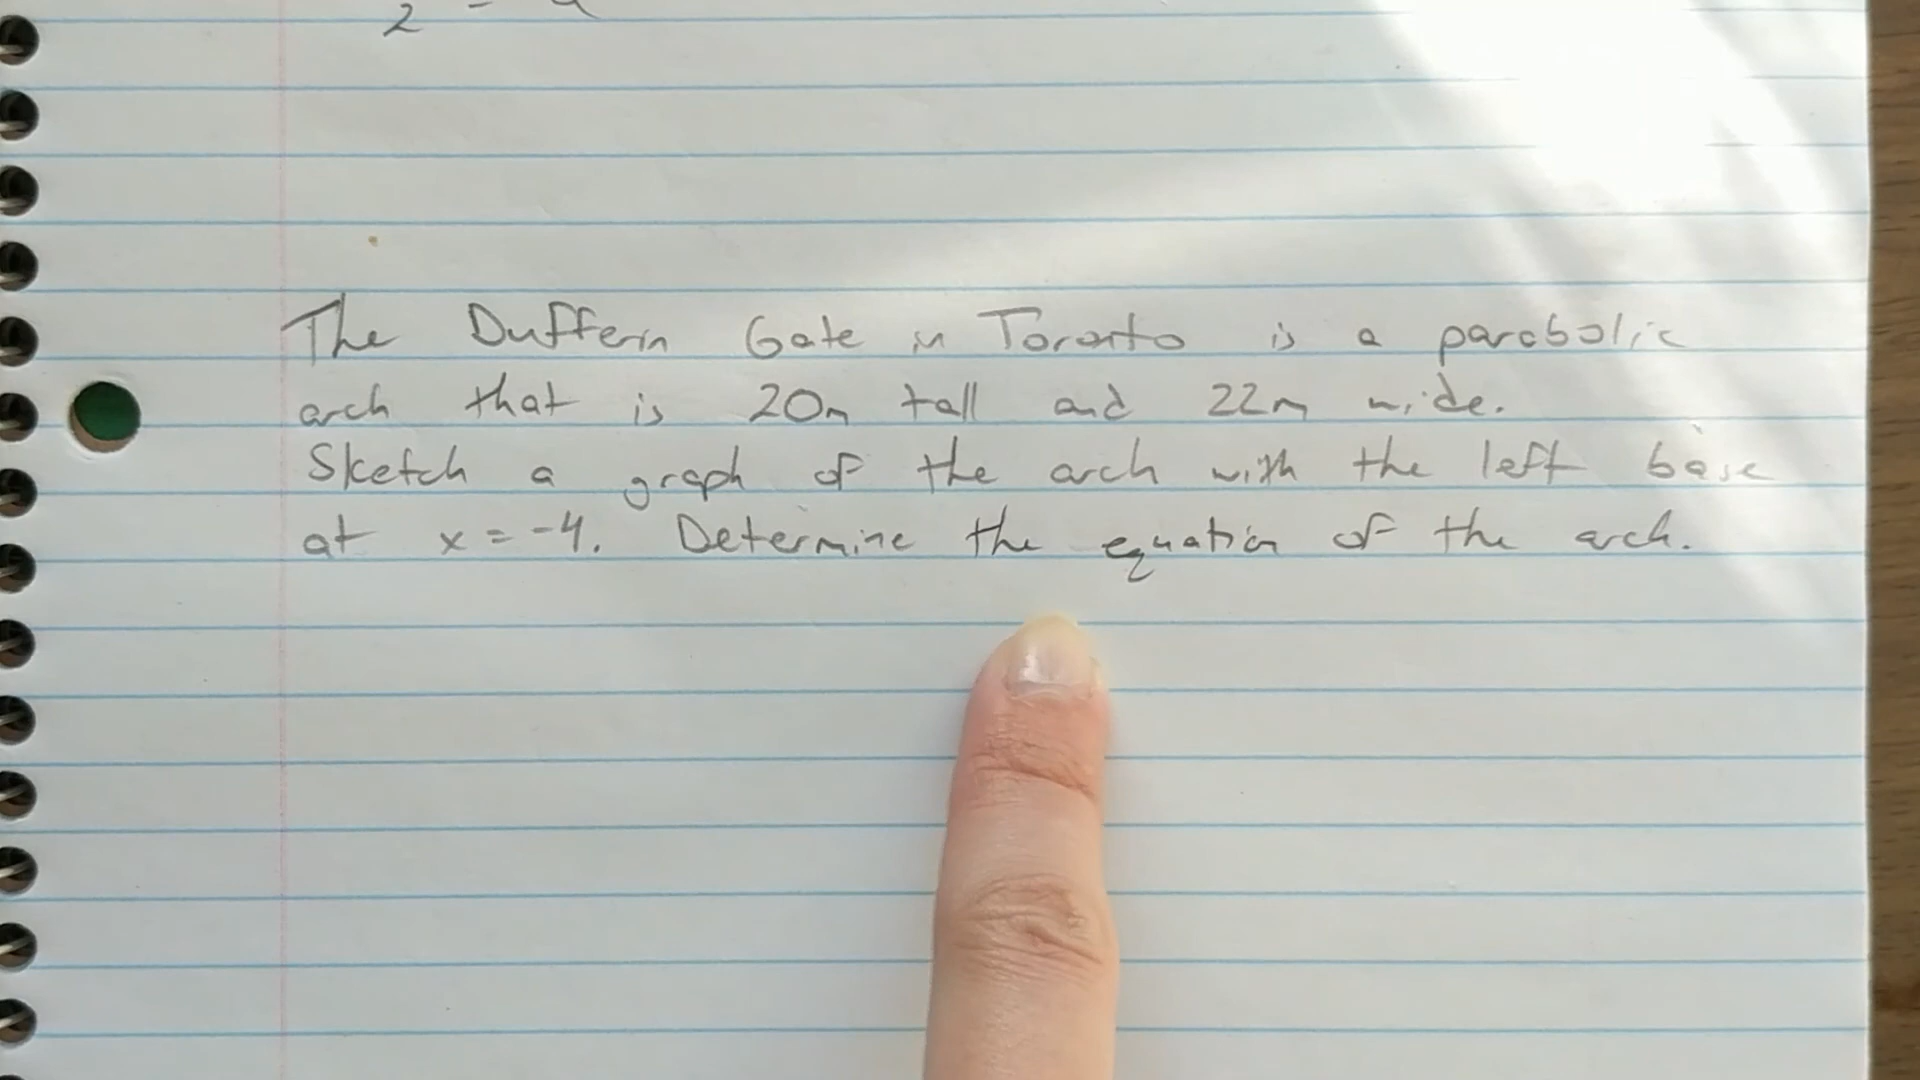 2
The Dufferin Gate in Toronto is a parabolic
arch that is 20m tall and 22m wide.
Sketch a graph of the arch with the left base
at x = -4. Determine the equation of the arch.